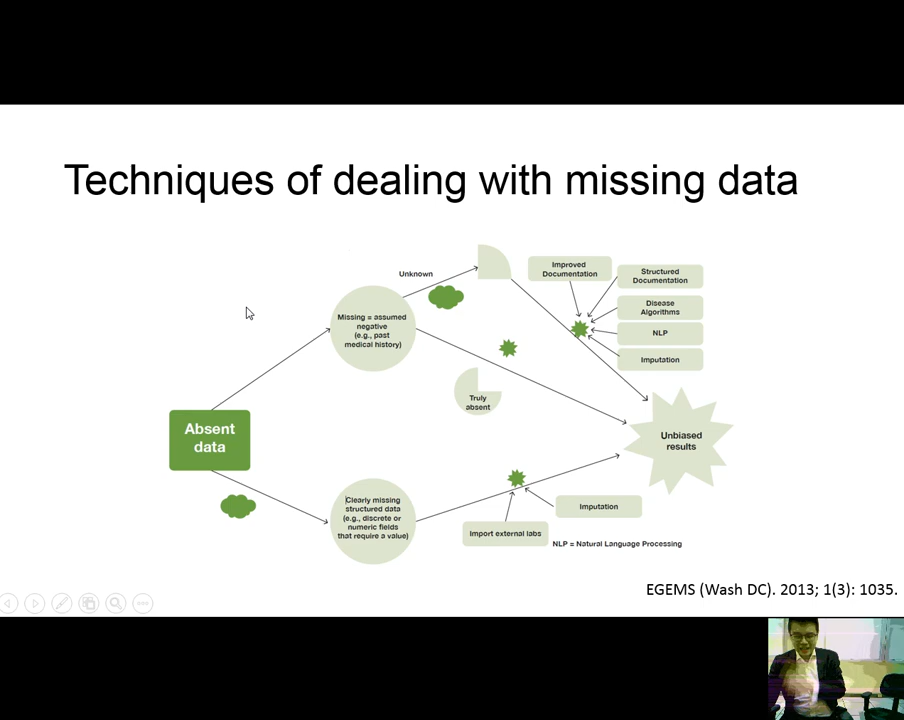 Techniques of dealing with missing data
Unknown
Improved
Documentation
Structured
Documentation
Missing = assumed
negative
(e.g., past
medical history)
Disease
Algorithms
NLP
Imputation
Truly
absent
Absent
data
Unbiased
results
Clearly missing
structured data
(e.g., discrete or
numeric fields
that require a value)
Imputation
Import external labs
NLP = Natural Language Processing
EGEMS (Wash DC). 2013; 1(3): 1035.